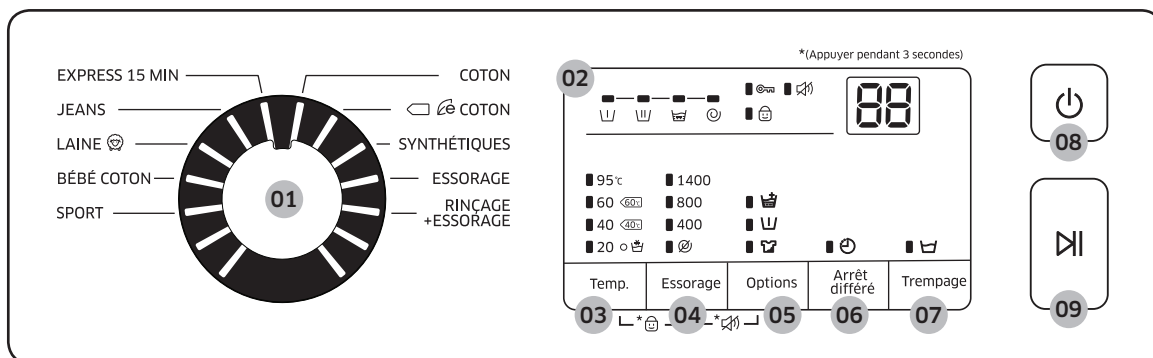 *(Appuyer pendant 3 secondes)
EXPRESS 15 MIN
JEANS
LAINE
BÉBÉ COTON
SPORT
COTON
e COTON
SYNTHÉTIQUES
ESSORAGE
RINÇAGE
+ESSORAGE
01
02
88
95℃
60 60℃
40 40℃
20
1400
800
400
Temp.
Essorage
Options
Arrêt
différé
Trempage
03
04
05
06
07
*
*
08
09